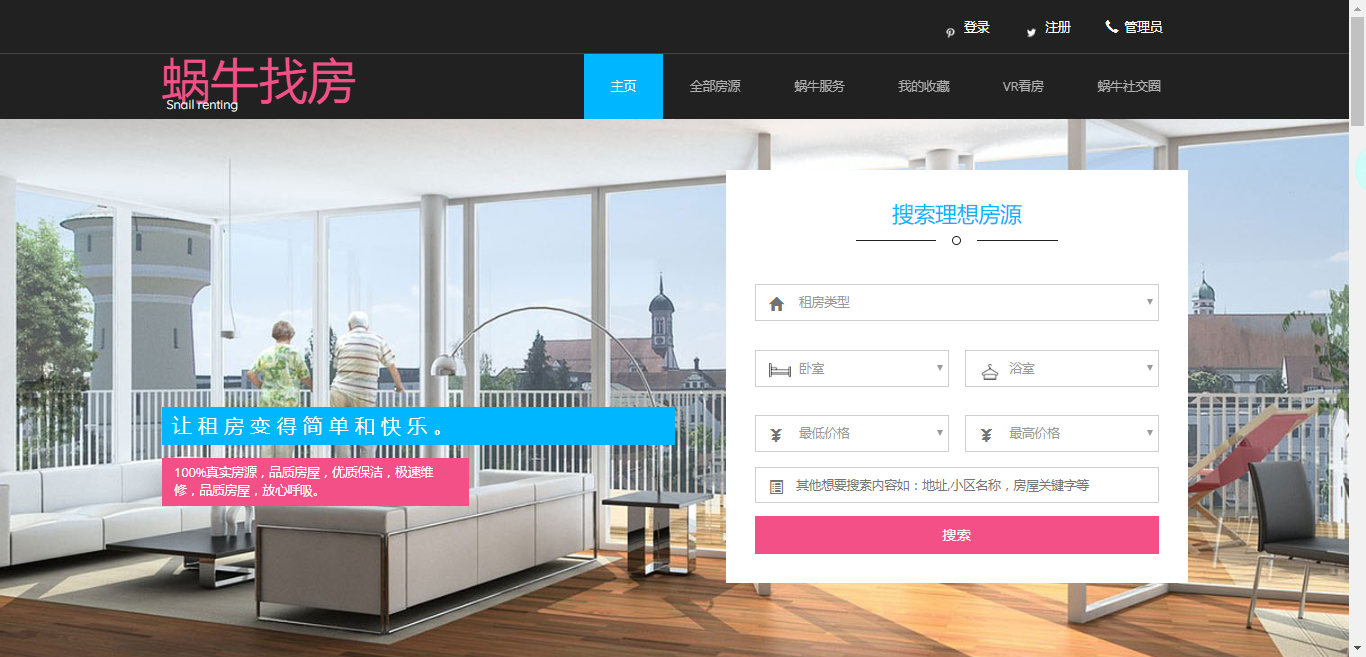 登录 注册 管理员
蜗牛找房
Snail renting
主页 全部房源 蜗牛服务 我的收藏 VR看房 蜗牛社交圈
搜索理想房源
租房类型
卧室 浴室
最低价格 最高价格
其他想要搜索内容如：地址,小区名称，房屋关键字等
搜索
让租房变得简单和快乐。
100%真实房源，品质房屋，优质保洁，极速维
修，品质房屋，放心呼吸。